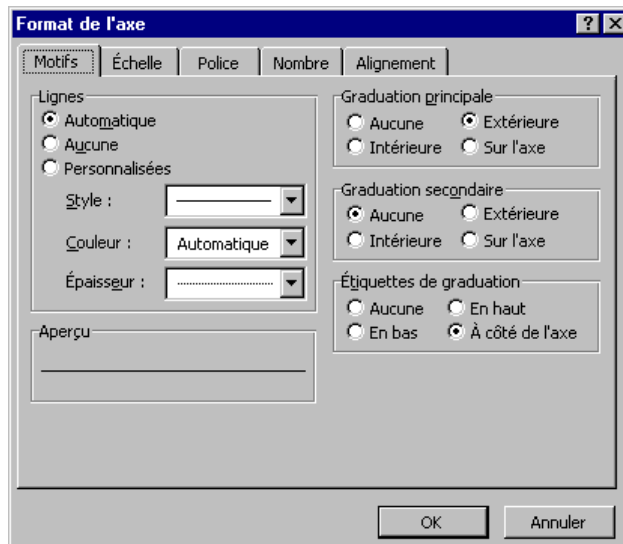 Format de l'axe
Motifs Échelle Police Nombre Alignement
Lignes
Automatique
Aucune
Personnalisées
Style :
Couleur : Automatique
Épaisseur :
Aperçu
Graduation principale
Aucune Extérieure
Intérieure Sur l'axe
Graduation secondaire
Aucune Extérieure
Intérieure Sur l'axe
Étiquettes de graduation
Aucune En haut
En bas À côté de l'axe
OK Annuler